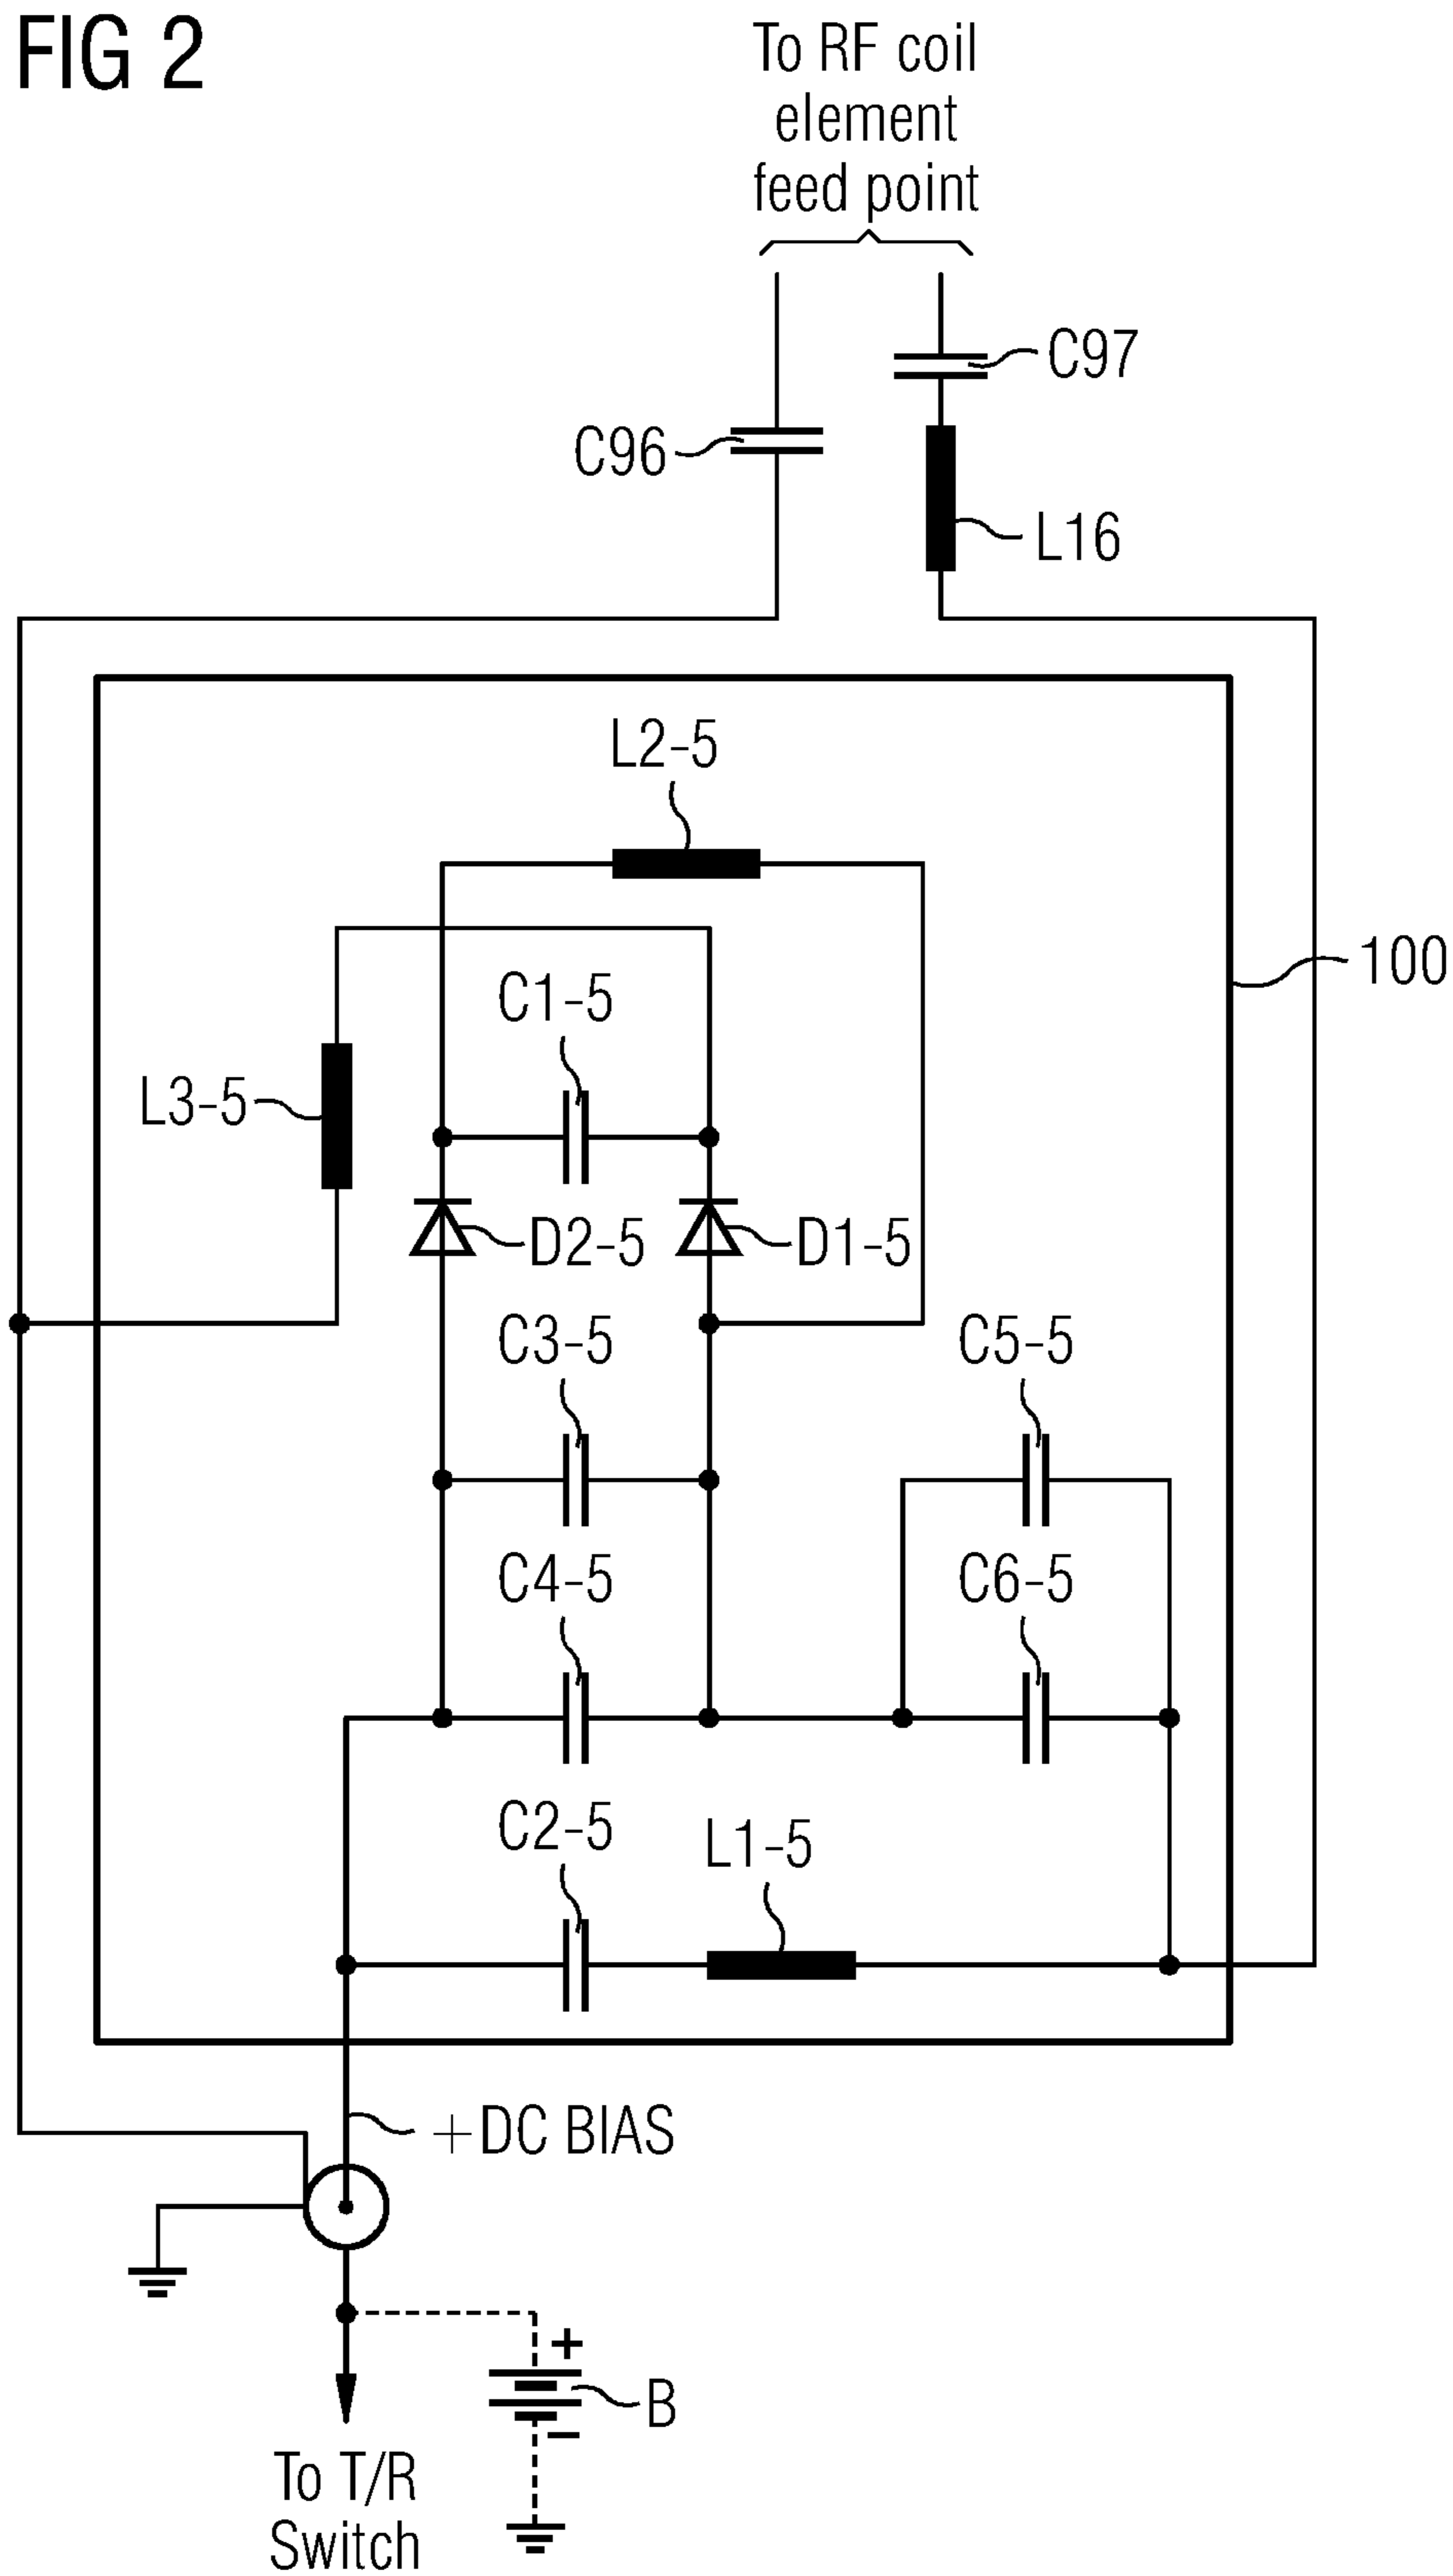 FIG 2
To RF coil
element
feed point
C97
C96
L16
L2-5
100
C1-5
L3-5
D2-5
D1-5
C3-5
C5-5
C4-5
C6-5
C2-5
L1-5
+DC BIAS
+
B
−
To T/R
Switch